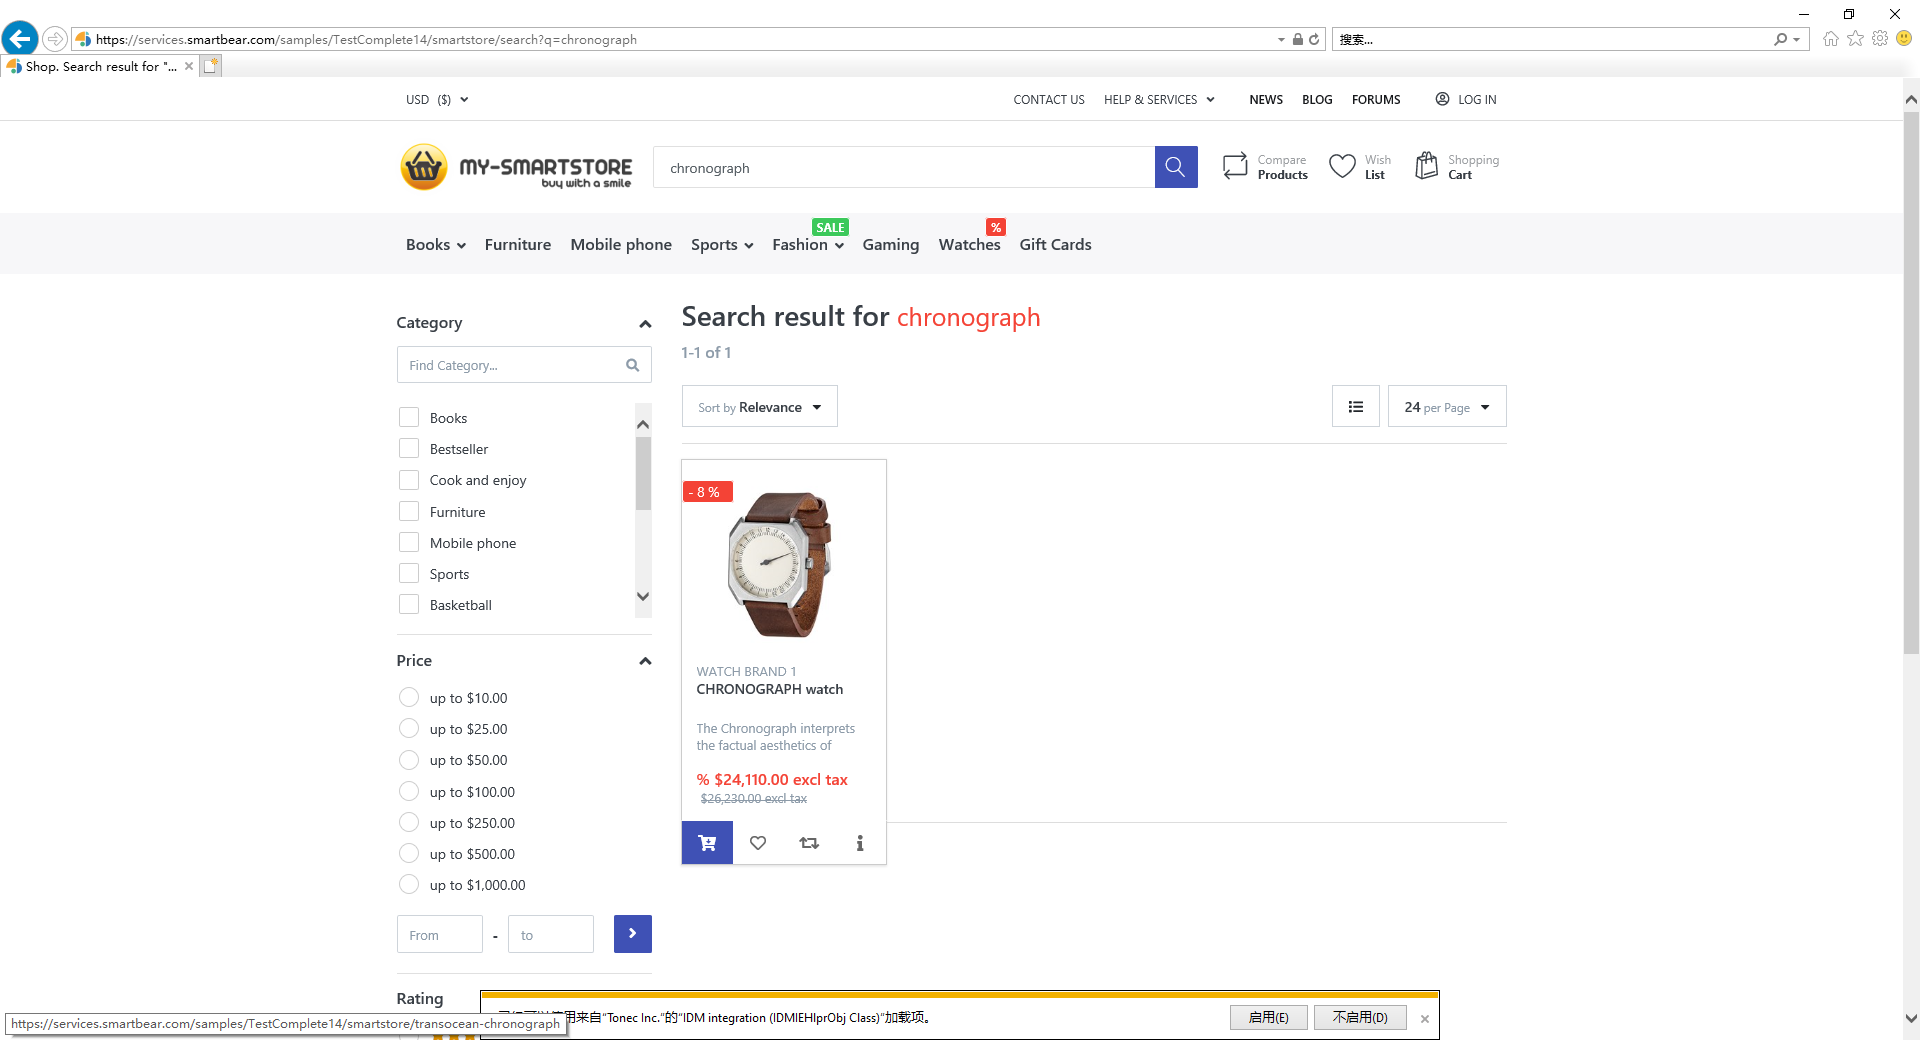 https://services.smartbear.com/samples/TestComplete14/smartstore/search?q=chronograph
搜索...
Shop. Search result for "...
USD ($)
CONTACT US
HELP & SERVICES
NEWS
BLOG
FORUMS
LOG IN
MY-SMARTSTORE
buy with a smile
chronograph
Compare
Products
Wish
List
Shopping
Cart
SALE
%
Books
Furniture
Mobile phone
Sports
Fashion
Gaming
Watches
Gift Cards
Category
Find Category...
Books
Bestseller
Cook and enjoy
Furniture
Mobile phone
Sports
Basketball
Price
up to $10.00
up to $25.00
up to $50.00
up to $100.00
up to $250.00
up to $500.00
up to $1,000.00
From - to
Rating
Search result for chronograph
1-1 of 1
Sort by Relevance
24 per Page
- 8 %
WATCH BRAND 1
CHRONOGRAPH watch
The Chronograph interprets
the factual aesthetics of
% $24,110.00 excl tax
$26,230.00 excl tax
用来自“Tonec Inc.”的“IDM integration (IDMIEHlprObj Class)”加载项。
启用(E)
不启用(D)
https://services.smartbear.com/samples/TestComplete14/smartstore/transocean-chronograph